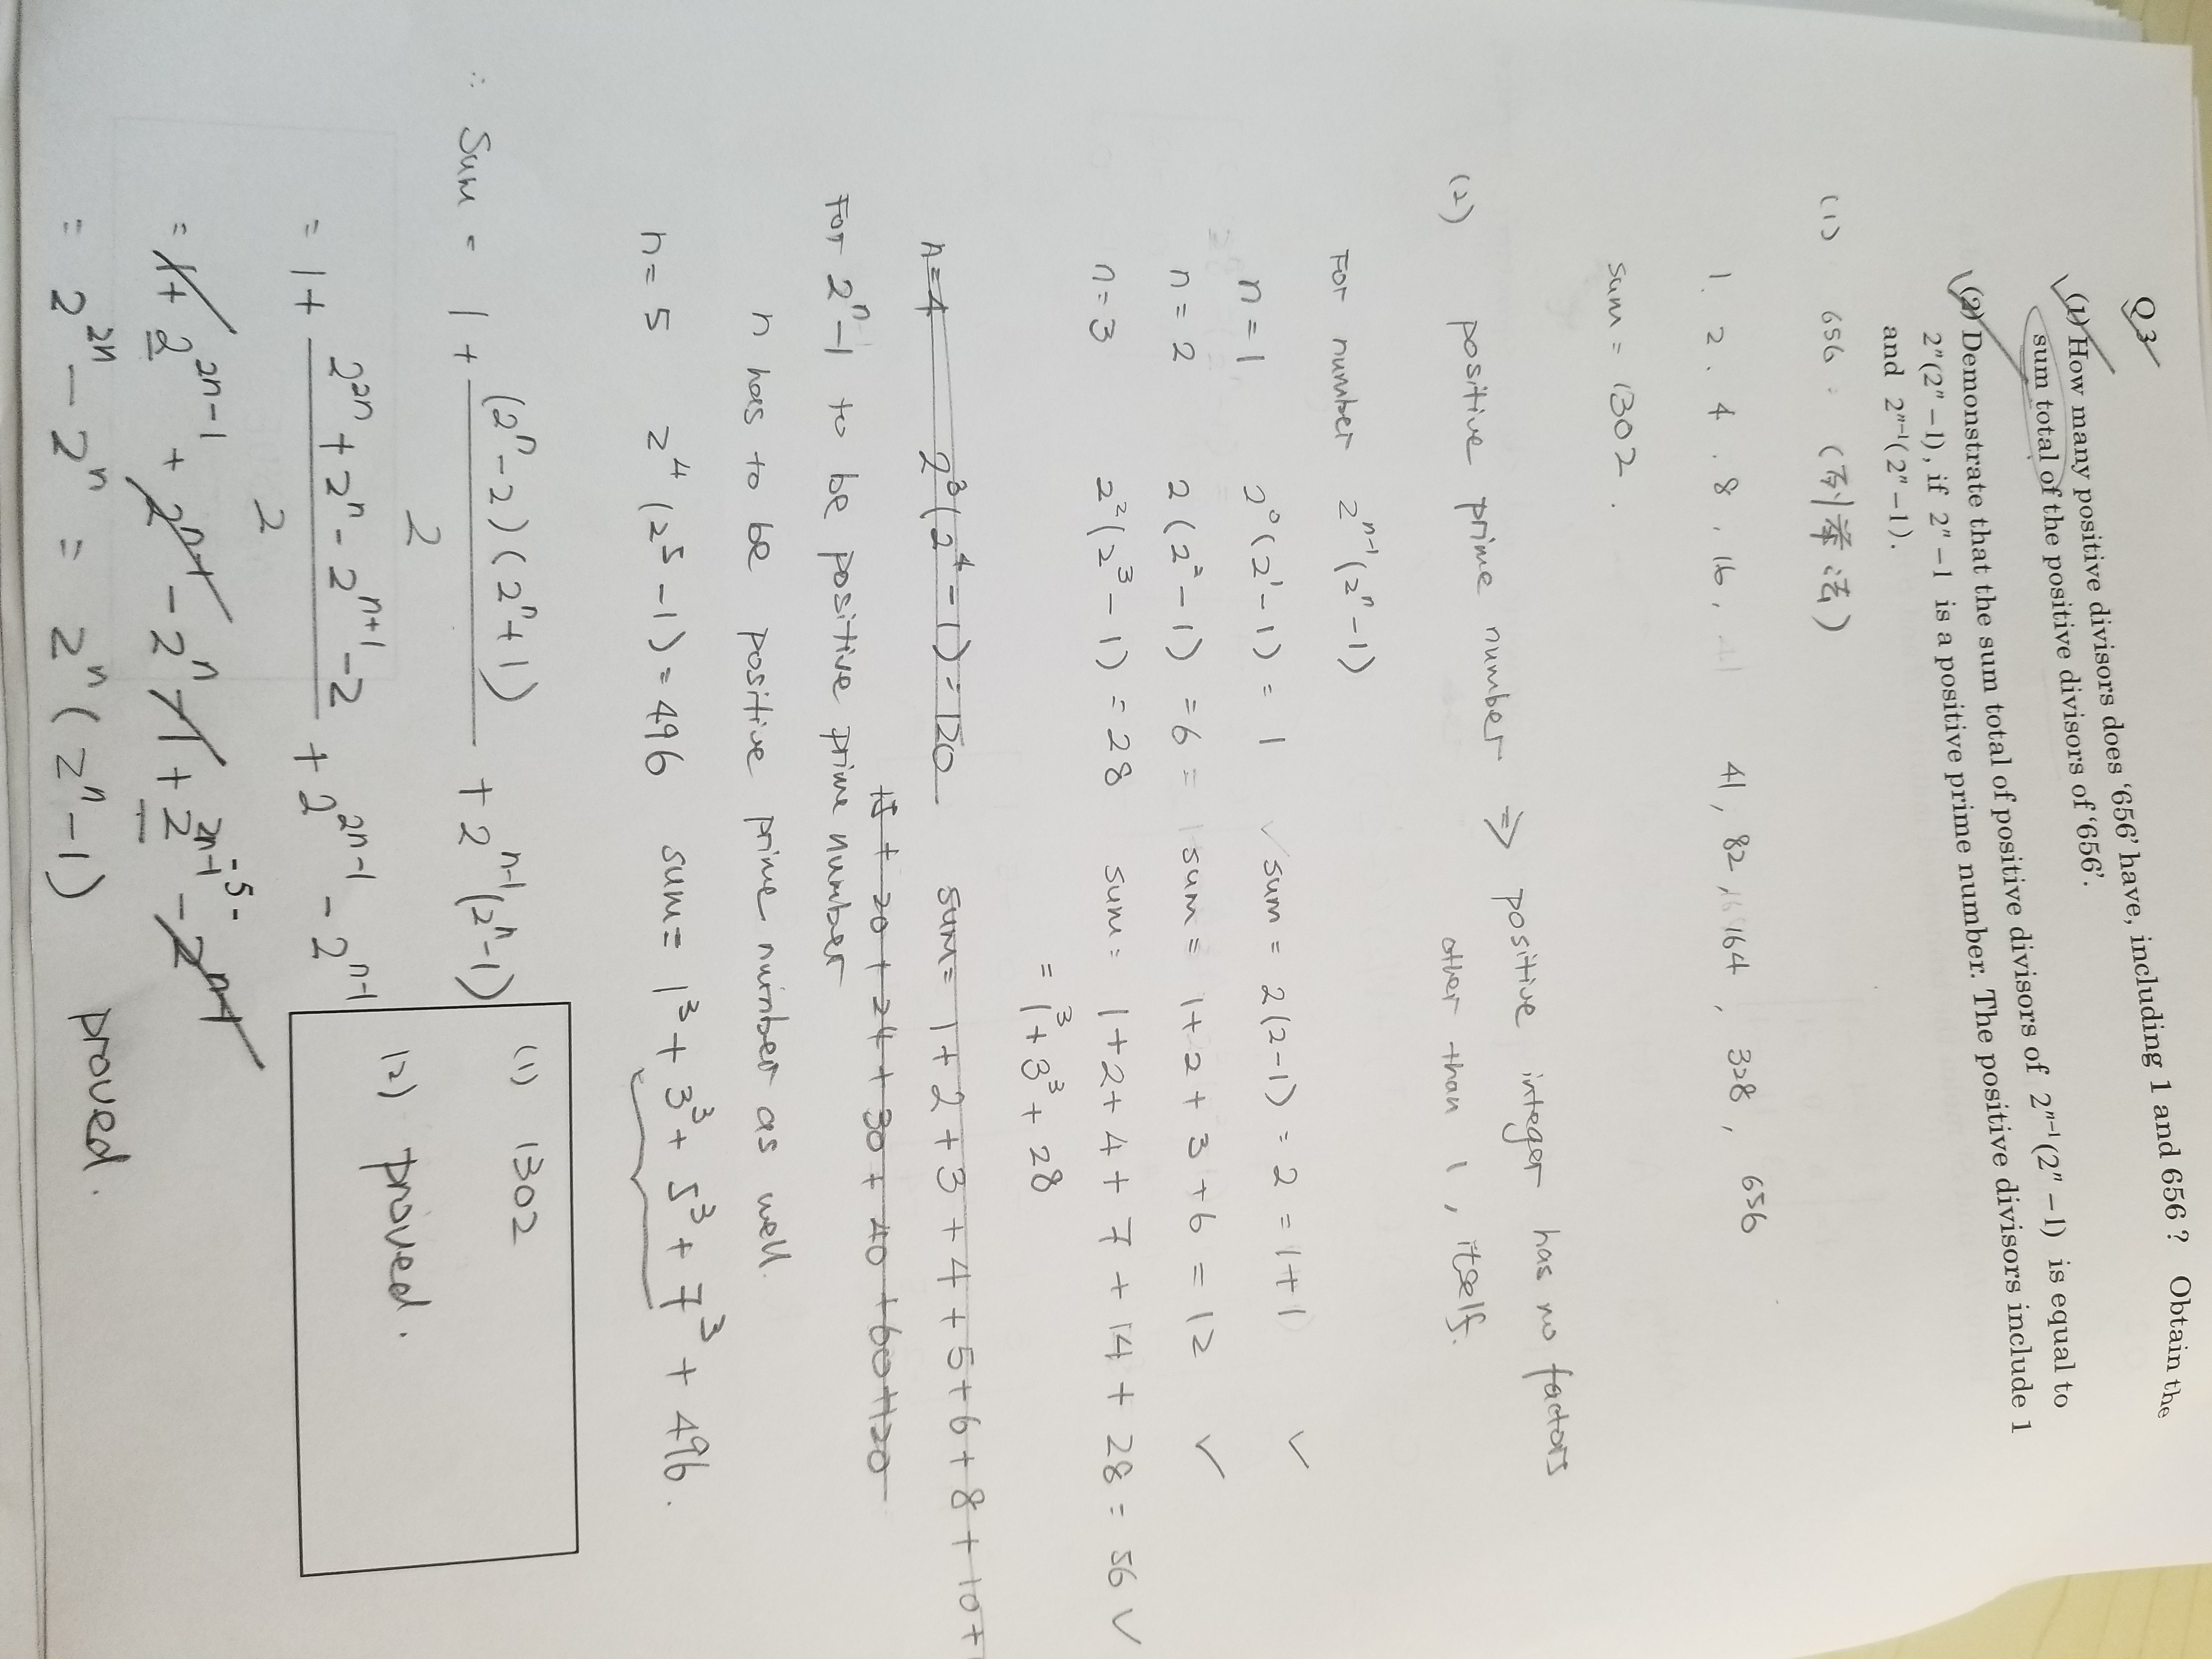 Q3
(1) How many positive divisors does ‘656’ have, including 1 and 656 ? Obtain the
sum total of the positive divisors of ‘656’.
(2) Demonstrate that the sum total of positive divisors of 2^{n-1}(2^n − 1) is equal to
2^n(2^n − 1), if 2^n − 1 is a positive prime number. The positive divisors include 1
and 2^{n-1}(2^n − 1).
(1) 656 : (列举法)
1. 2. 4. 8, 16, 41, 82, 164, 328, 656
sum = 1302.
(2) positive prime number ⇒ positive integer has no factors
other than 1, itself.
For number 2^{n-1}(2^n − 1)
n = 1 2^0(2^1 − 1) = 1 ✓ sum = 2(2−1) = 2 = 1+1 ✓
n = 2 2(2^2 − 1) = 6 = sum = 1+2+3+6 = 12 ✓
n = 3 2^2(2^3 − 1) = 28 sum = 1+2+4+7+14+28 = 56 ✓
= 1^3 + 3^3 + 28
n=4 2^3(2^4 − 1) = 120 sum = 1+2+3+4+5+6+8+10+
15 + 20 + 24 + 30 + 40 + 60 + 120
For 2^n − 1 to be positive prime number
n has to be positive prime number as well.
n = 5 2^4(2^5 − 1) = 496 sum = 1^3 + 3^3 + 5^3 + 7^3 + 496.
∴ Sum = 1 + (2^n − 2)(2^n + 1)/2 + 2^{n-1}(2^n − 1)
(1) 1302
(2) proved.
= 1 + (2^{2n} + 2^n − 2^{n+1} − 2)/2 + 2^{2n-1} − 2^{n-1}
- 5 -
= 1 + 2^{2n-1} + 2^{n-1} − 2^n − 1 + 2^{2n-1} − 2^{n-1}
= 2^{2n} − 2^n = 2^n(2^n − 1) proved.